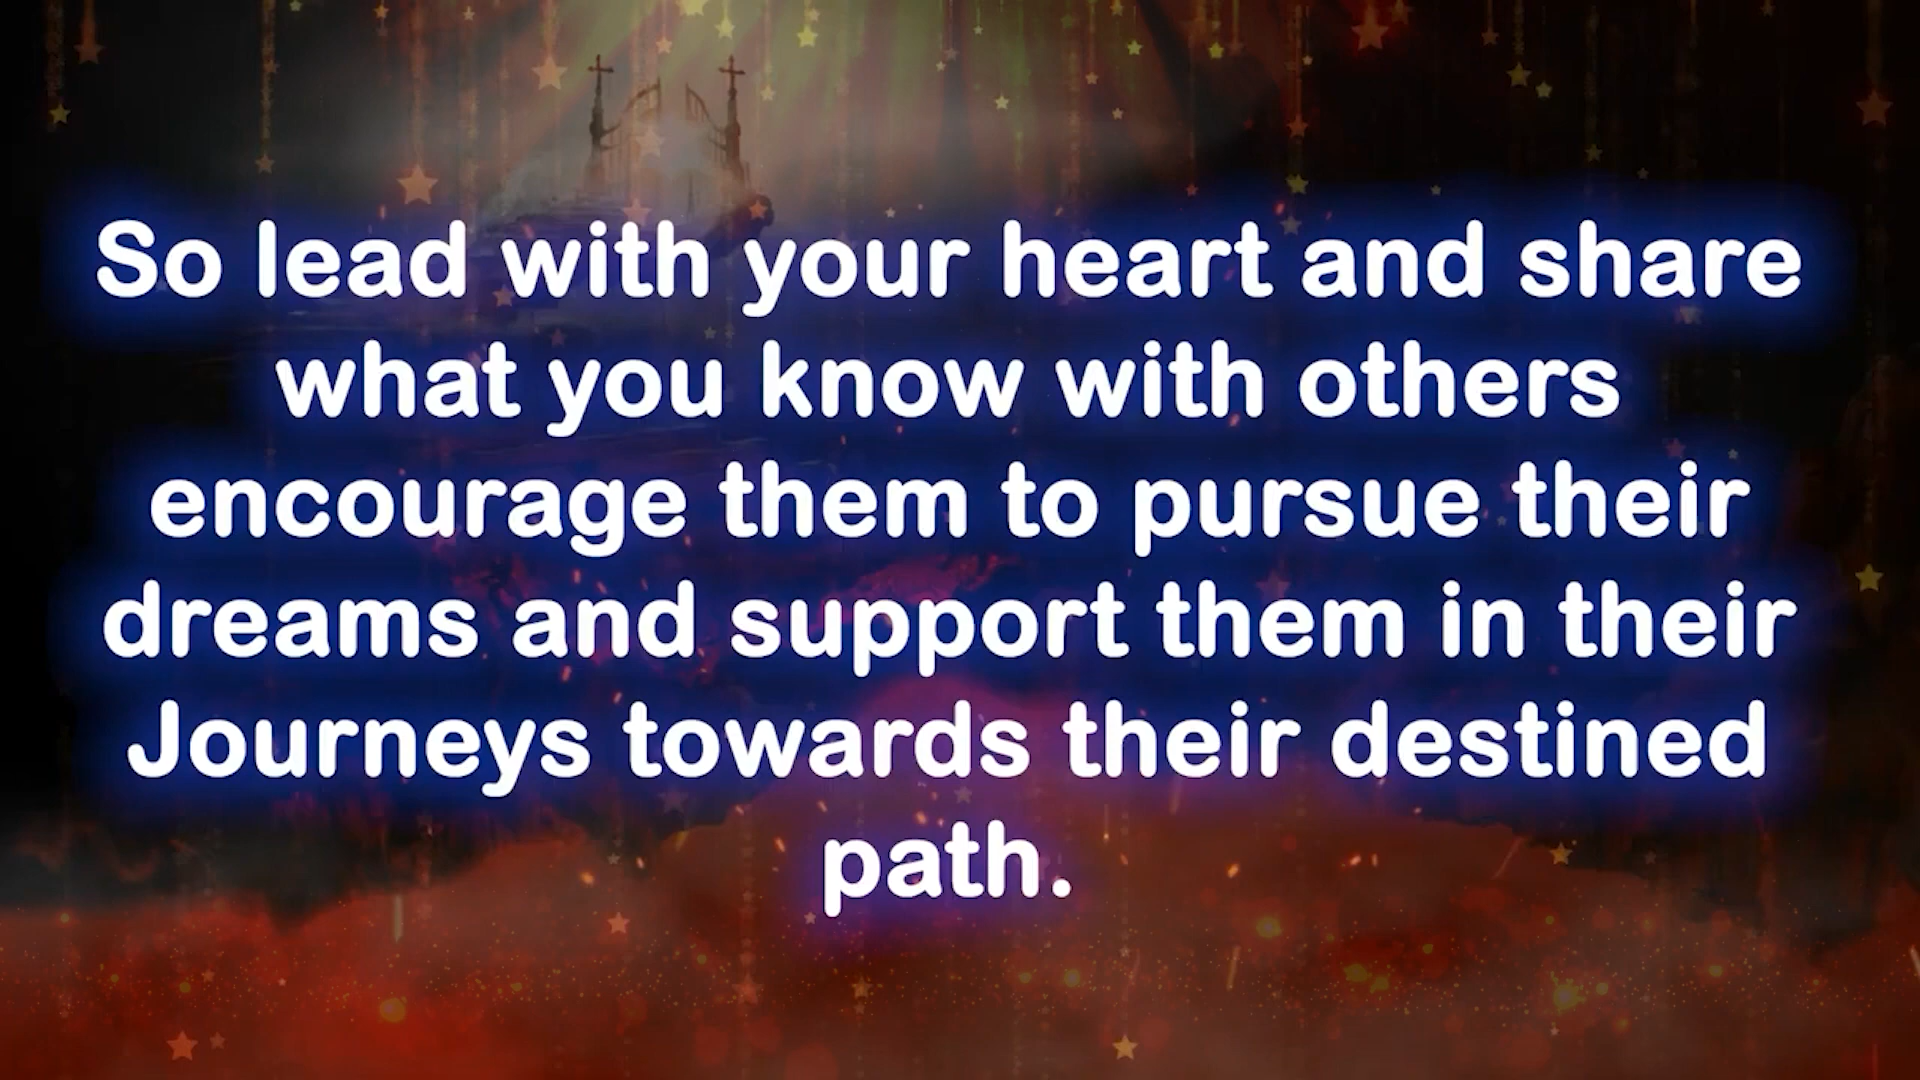 So lead with your heart and share
what you know with others
encourage them to pursue their
dreams and support them in their
Journeys towards their destined
path.